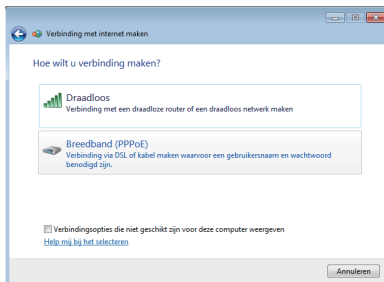 Verbinding met internet maken
Hoe wilt u verbinding maken?
Draadloos
Verbinding met een draadloze router of een draadloos netwerk maken
Breedband (PPPoE)
Verbinding via DSL of kabel maken waarvoor een gebruikersnaam en wachtwoord
benodigd zijn.
Verbindingsopties die niet geschikt zijn voor deze computer weergeven
Help mij bij het selecteren
Annuleren